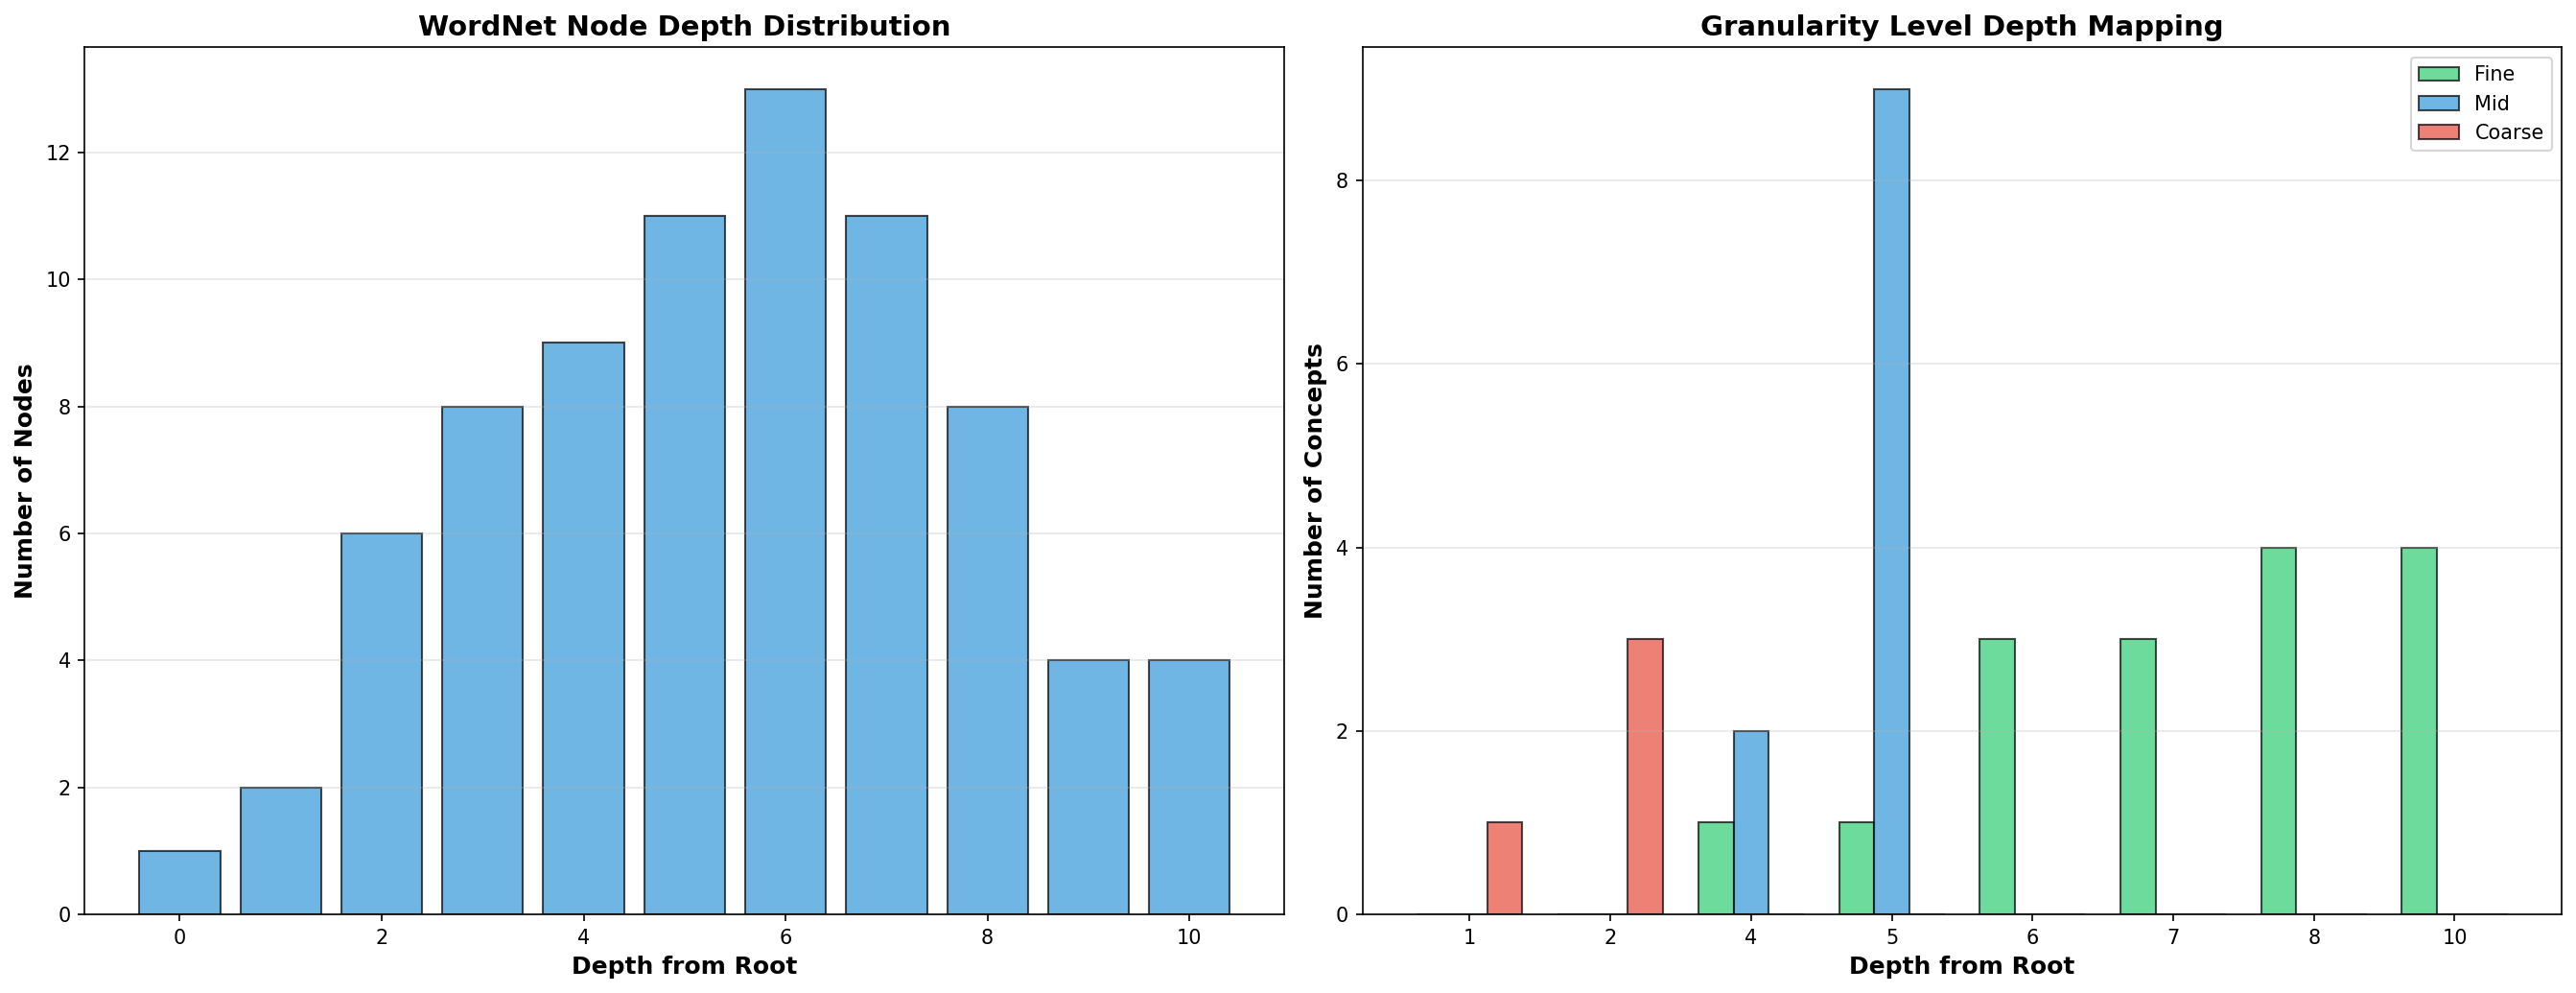 WordNet Node Depth Distribution
Number of Nodes
12
10
8
6
4
2
0
0 2 4 6 8 10
Depth from Root
Granularity Level Depth Mapping
Fine
Mid
Coarse
Number of Concepts
8
6
4
2
0
1 2 4 5 6 7 8 10
Depth from Root